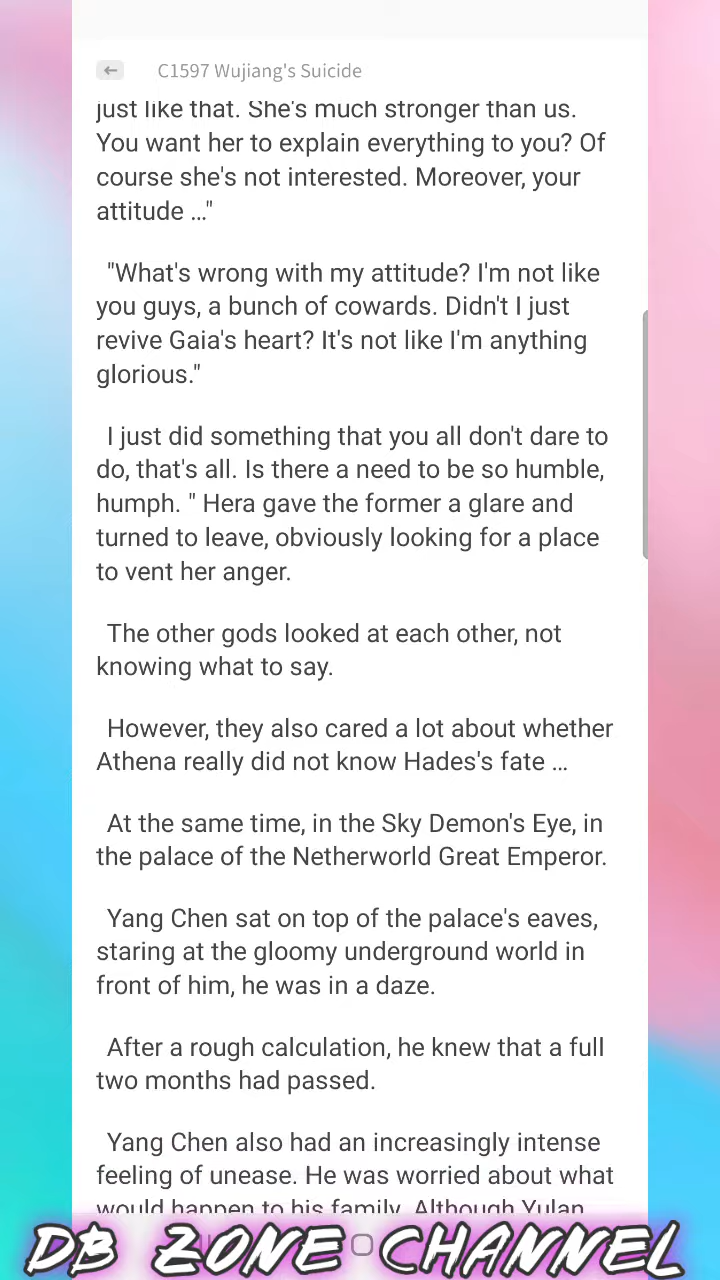 C1597 Wujiang's Suicide
just like that. She's much stronger than us.
You want her to explain everything to you? Of
course she's not interested. Moreover, your
attitude …"
"What's wrong with my attitude? I'm not like
you guys, a bunch of cowards. Didn't I just
revive Gaia's heart? It's not like I'm anything
glorious."
I just did something that you all don't dare to
do, that's all. Is there a need to be so humble,
humph. " Hera gave the former a glare and
turned to leave, obviously looking for a place
to vent her anger.
The other gods looked at each other, not
knowing what to say.
However, they also cared a lot about whether
Athena really did not know Hades's fate …
At the same time, in the Sky Demon's Eye, in
the palace of the Netherworld Great Emperor.
Yang Chen sat on top of the palace's eaves,
staring at the gloomy underground world in
front of him, he was in a daze.
After a rough calculation, he knew that a full
two months had passed.
Yang Chen also had an increasingly intense
feeling of unease. He was worried about what
would happen to his family. Although Yulan
DB ZONE CHANNEL